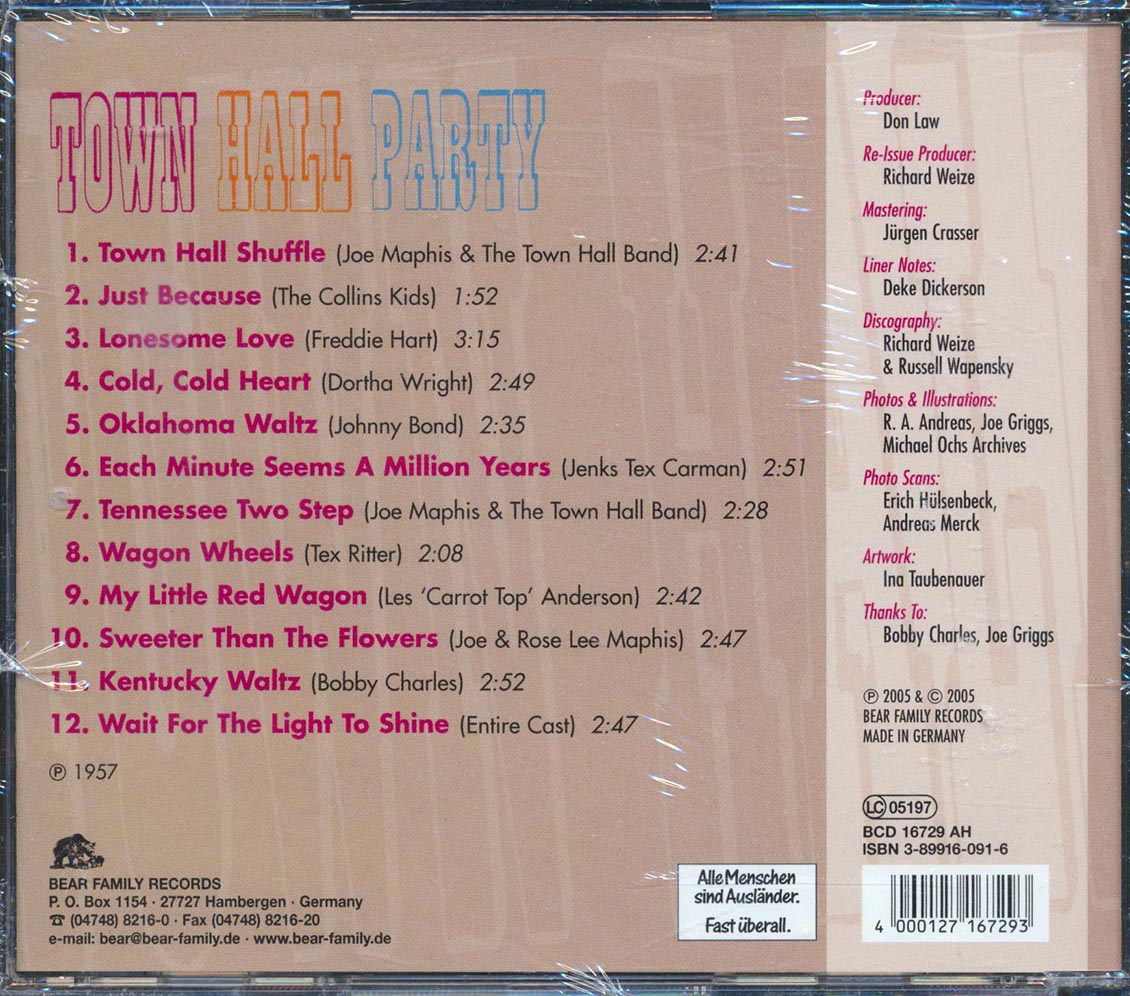 TOWN HALL PARTY
1. Town Hall Shuffle (Joe Maphis & The Town Hall Band) 2:41
2. Just Because (The Collins Kids) 1:52
3. Lonesome Love (Freddie Hart) 3:15
4. Cold, Cold Heart (Dortha Wright) 2:49
5. Oklahoma Waltz (Johnny Bond) 2:35
6. Each Minute Seems A Million Years (Jenks Tex Carman) 2:51
7. Tennessee Two Step (Joe Maphis & The Town Hall Band) 2:28
8. Wagon Wheels (Tex Ritter) 2:08
9. My Little Red Wagon (Les ‘Carrot Top’ Anderson) 2:42
10. Sweeter Than The Flowers (Joe & Rose Lee Maphis) 2:47
11. Kentucky Waltz (Bobby Charles) 2:52
12. Wait For The Light To Shine (Entire Cast) 2:47
℗ 1957
BEAR FAMILY RECORDS
P. O. Box 1154 · 27727 Hambergen · Germany
☎ (04748) 8216-0 · Fax (04748) 8216-20
e-mail: bear@bear-family.de · www.bear-family.de
Alle Menschen
sind Ausländer.
Fast überall.
Producer:
Don Law
Re-Issue Producer:
Richard Weize
Mastering:
Jürgen Crasser
Liner Notes:
Deke Dickerson
Discography:
Richard Weize
& Russell Wapensky
Photos & Illustrations:
R. A. Andreas, Joe Griggs,
Michael Ochs Archives
Photo Scans:
Erich Hülsenbeck,
Andreas Merck
Artwork:
Ina Taubenauer
Thanks To:
Bobby Charles, Joe Griggs
℗ 2005 & © 2005
BEAR FAMILY RECORDS
MADE IN GERMANY
LC 05197
BCD 16729 AH
ISBN 3-89916-091-6
4 000127 167293